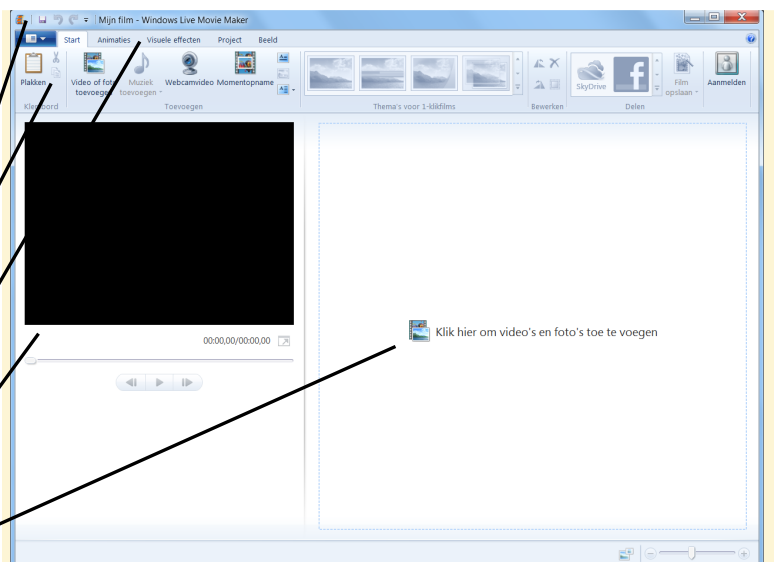 Mijn film - Windows Live Movie Maker
Start Animaties Visuele effecten Project Beeld
Plakken
Klembord
Video of foto
toevoegen
Muziek
toevoegen
Webcamvideo
Momentopname
Toevoegen
Thema's voor 1-klikfilms
Bewerken
SkyDrive
Delen
Film
opslaan
Aanmelden
00:00,00/00:00,00
Klik hier om video's en foto's toe te voegen